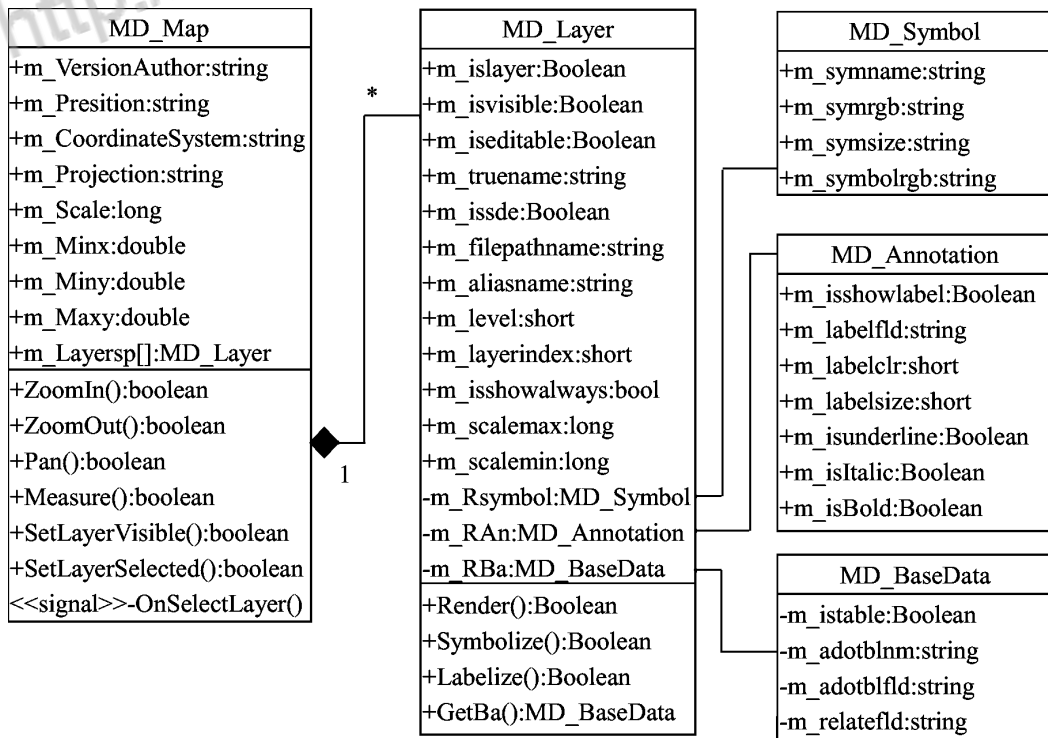 http:
MD_Map
+m_VersionAuthor:string
+m_Presition:string
+m_CoordinateSystem:string
+m_Projection:string
+m_Scale:long
+m_Minx:double
+m_Miny:double
+m_Maxy:double
+m_Layersp[]:MD_Layer
+ZoomIn():boolean
+ZoomOut():boolean
+Pan():boolean
+Measure():boolean
+SetLayerVisible():boolean
+SetLayerSelected():boolean
<<signal>>-OnSelectLayer()
*
1
MD_Layer
+m_islayer:Boolean
+m_isvisible:Boolean
+m_iseditable:Boolean
+m_truename:string
+m_issde:Boolean
+m_filepathname:string
+m_aliasname:string
+m_level:short
+m_layerindex:short
+m_isshowalways:bool
+m_scalemax:long
+m_scalemin:long
-m_Rsymbol:MD_Symbol
-m_RAn:MD_Annotation
-m_RBa:MD_BaseData
+Render():Boolean
+Symbolize():Boolean
+Labelize():Boolean
+GetBa():MD_BaseData
MD_Symbol
+m_symname:string
+m_symrgb:string
+m_symsize:string
+m_symbolrgb:string
MD_Annotation
+m_isshowlabel:Boolean
+m_labelfld:string
+m_labelclr:short
+m_labelsize:short
+m_isunderline:Boolean
+m_isItalic:Boolean
+m_isBold:Boolean
MD_BaseData
-m_istable:Boolean
-m_adotblnm:string
-m_adotblfld:string
-m_relatefld:string